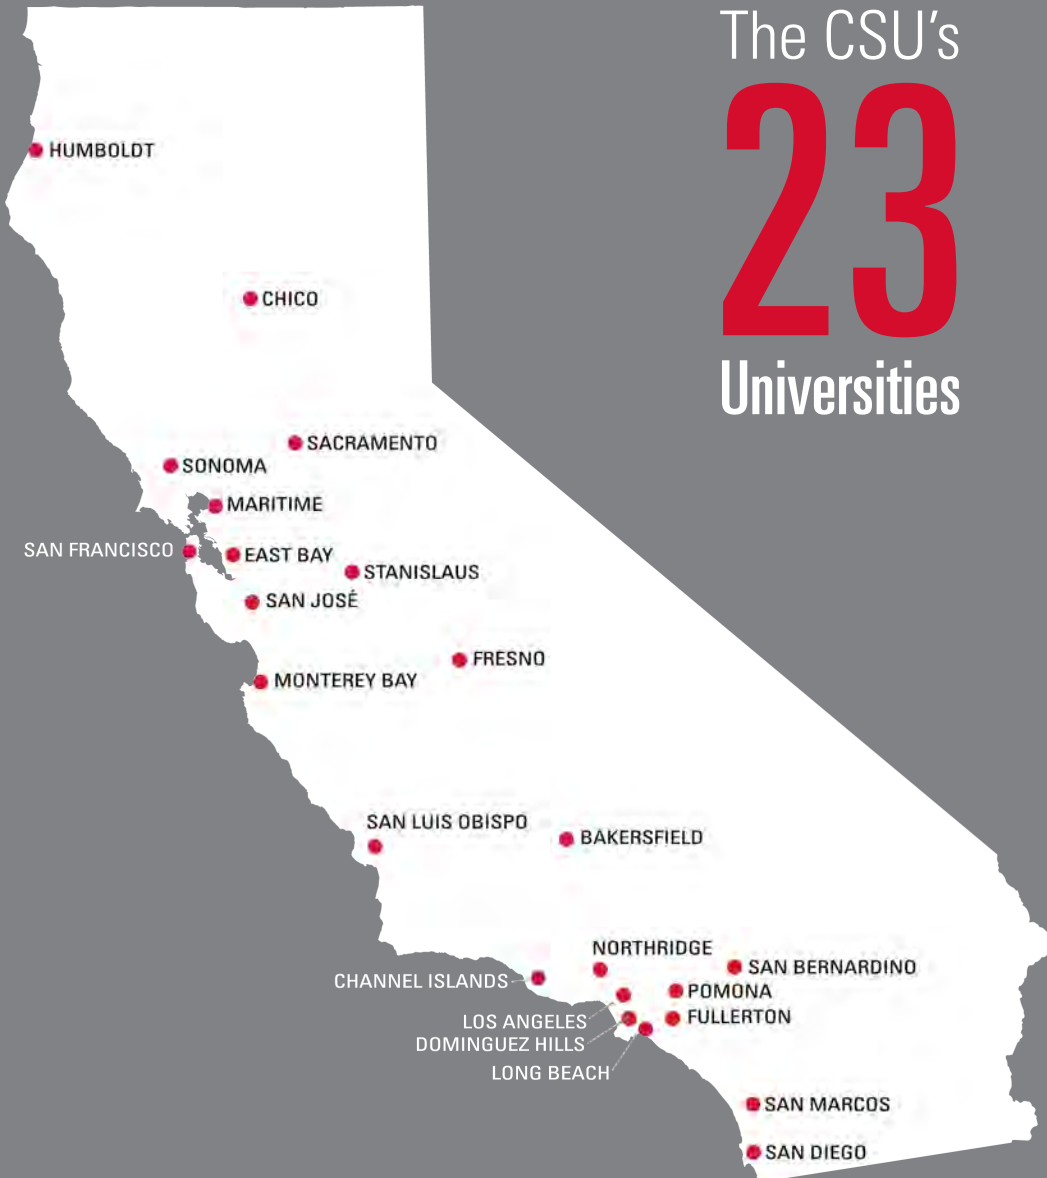 The CSU's
23
Universities
HUMBOLDT
CHICO
SACRAMENTO
SONOMA
MARITIME
SAN FRANCISCO
EAST BAY
STANISLAUS
SAN JOSÉ
FRESNO
MONTEREY BAY
SAN LUIS OBISPO
BAKERSFIELD
NORTHRIDGE
SAN BERNARDINO
CHANNEL ISLANDS
POMONA
LOS ANGELES
FULLERTON
DOMINGUEZ HILLS
LONG BEACH
SAN MARCOS
SAN DIEGO